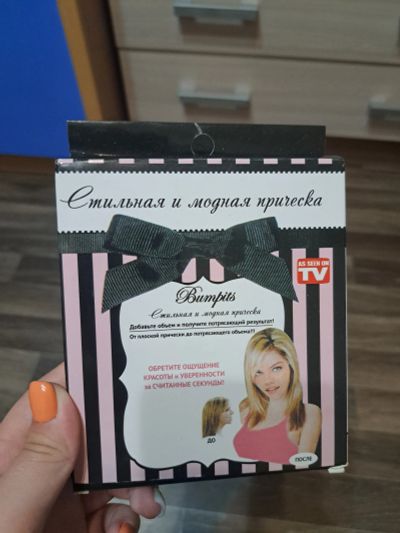 Стильная и модная прическа
AS SEEN ON
TV
Bumpits
Стильная и модная прическа
Добавьте объем и получите потрясающий результат!
От плоской прически до потрясающего объема!!!
ОБРЕТИТЕ ОЩУЩЕНИЕ
КРАСОТЫ и УВЕРЕННОСТИ
за СЧИТАННЫЕ СЕКУНДЫ!
ДО
ПОСЛЕ